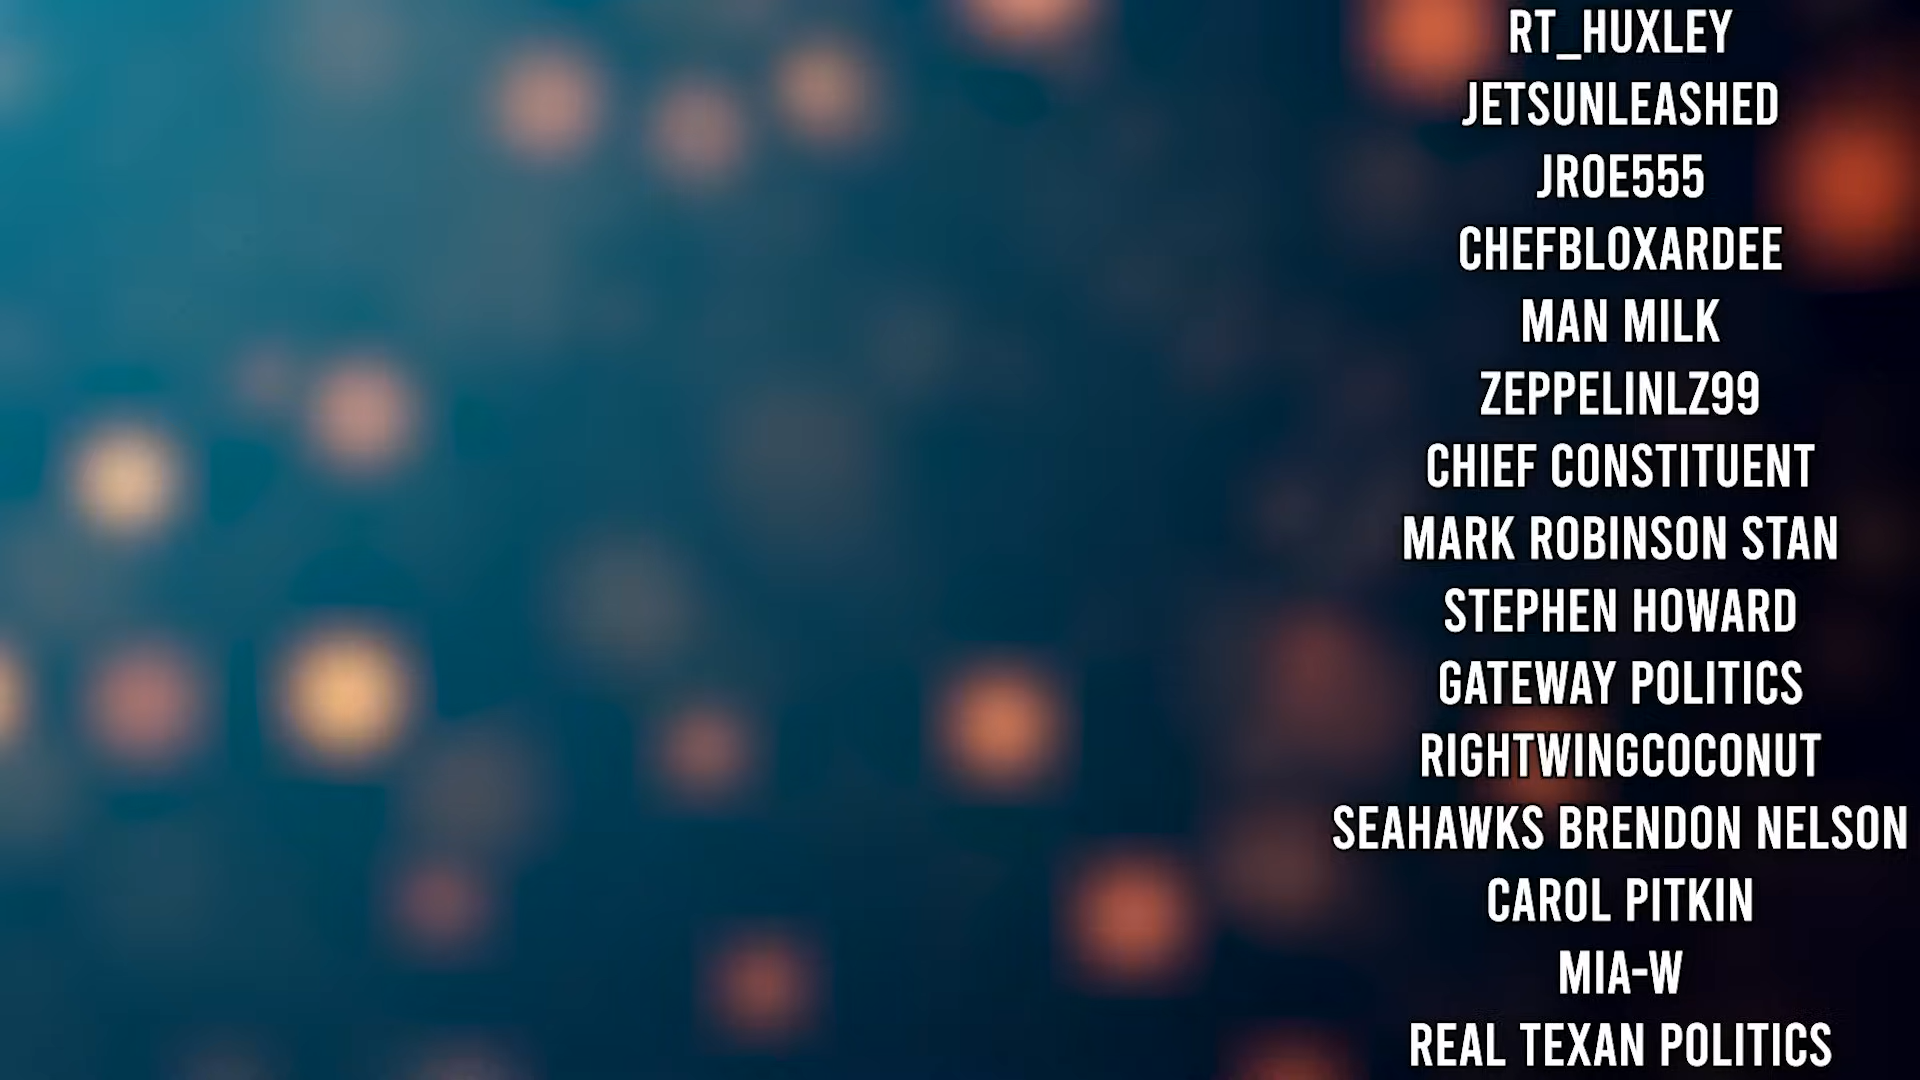 RT_HUXLEY
JETSUNLEASHED
JROE555
CHEFBLOXARDEE
MAN MILK
ZEPPELINLZ99
CHIEF CONSTITUENT
MARK ROBINSON STAN
STEPHEN HOWARD
GATEWAY POLITICS
RIGHTWINGCOCONUT
SEAHAWKS BRENDON NELSON
CAROL PITKIN
MIA-W
REAL TEXAN POLITICS